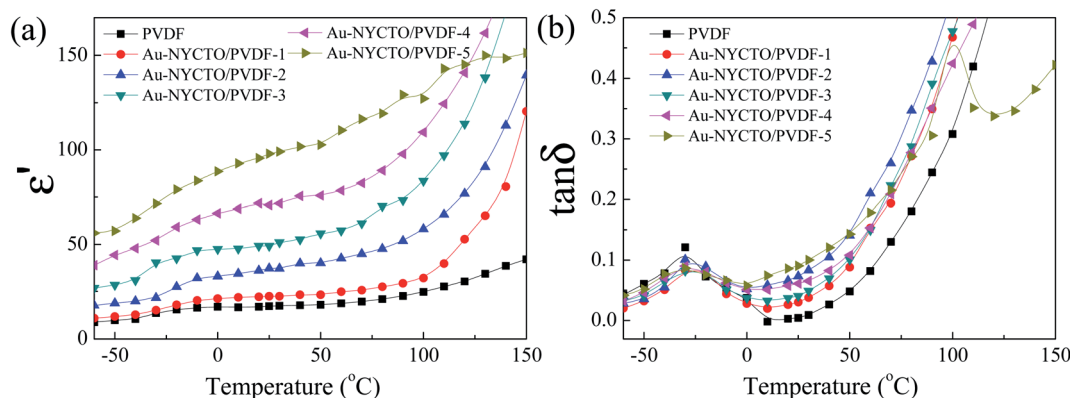 (a)
PVDF
Au-NYCTO/PVDF-1
Au-NYCTO/PVDF-2
Au-NYCTO/PVDF-3
Au-NYCTO/PVDF-4
Au-NYCTO/PVDF-5
150
100
50
0
ε'
-50 0 50 100 150
Temperature (°C)
(b)
PVDF
Au-NYCTO/PVDF-1
Au-NYCTO/PVDF-2
Au-NYCTO/PVDF-3
Au-NYCTO/PVDF-4
Au-NYCTO/PVDF-5
0.5
0.4
0.3
0.2
0.1
0.0
tanδ
-50 0 50 100 150
Temperature (°C)